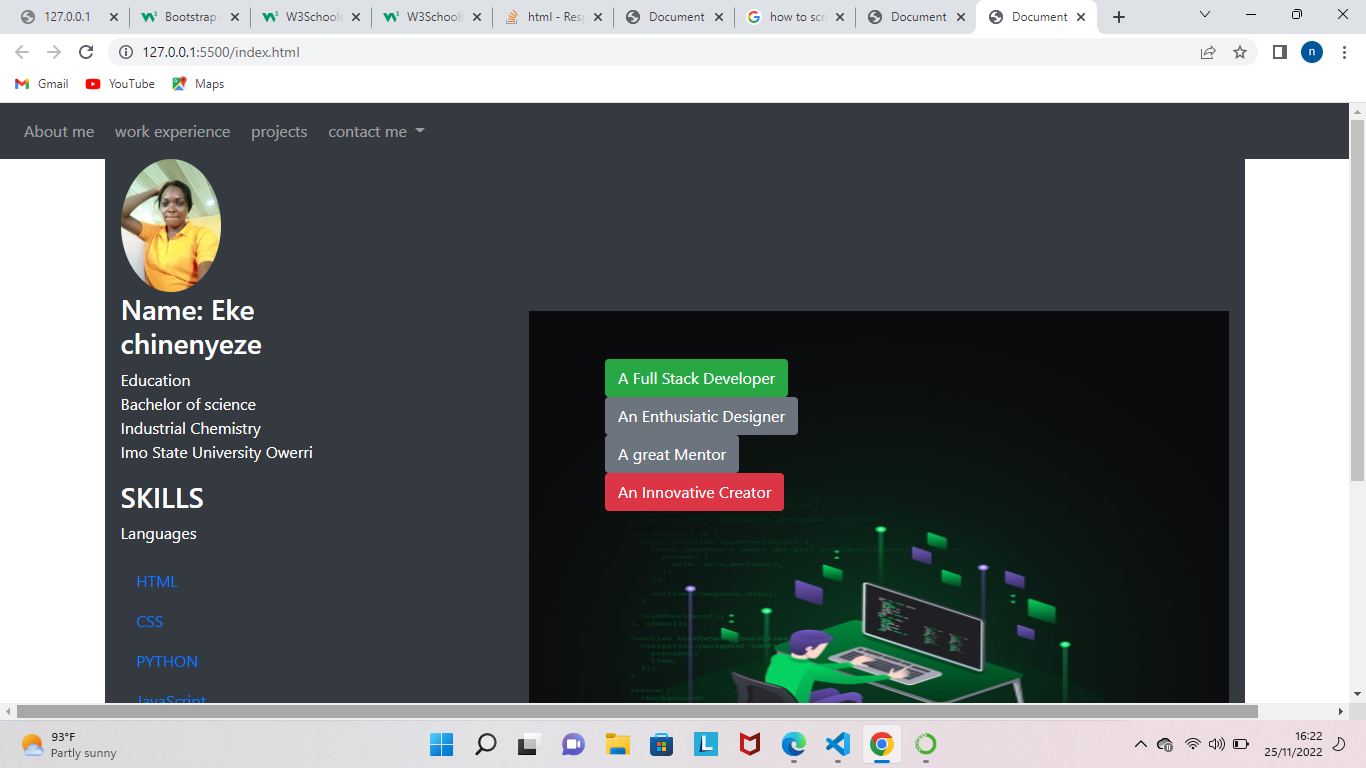 127.0.0.1
Bootstrap
W3Schools
W3Schools
html - Resp
Document
how to scr
Document
Document
127.0.0.1:5500/index.html
n
Gmail
YouTube
Maps
About me
work experience
projects
contact me
Name: Eke
chinenyeze
Education
Bachelor of science
Industrial Chemistry
Imo State University Owerri
SKILLS
Languages
HTML
CSS
PYTHON
JavaScript
A Full Stack Developer
An Enthusiatic Designer
A great Mentor
An Innovative Creator
93°F
Partly sunny
16:22
25/11/2022